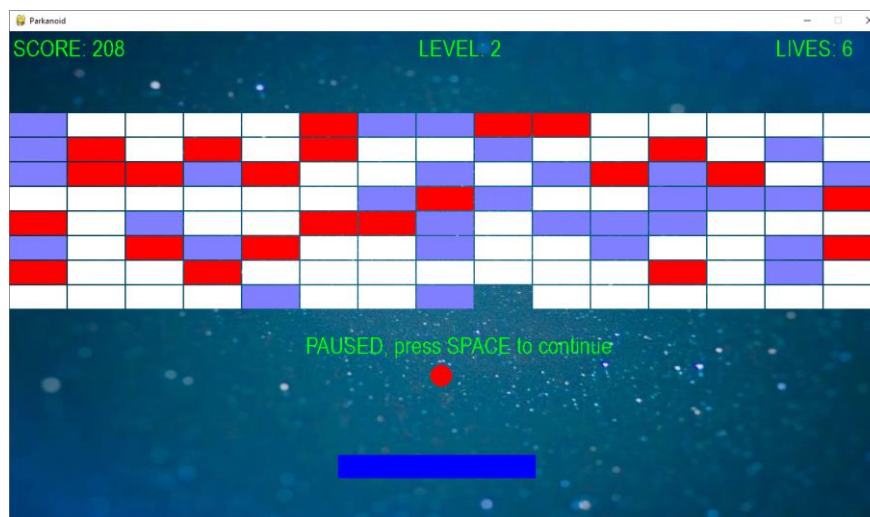 Parkanoid
SCORE: 208 LEVEL: 2 LIVES: 6
PAUSED, press SPACE to continue